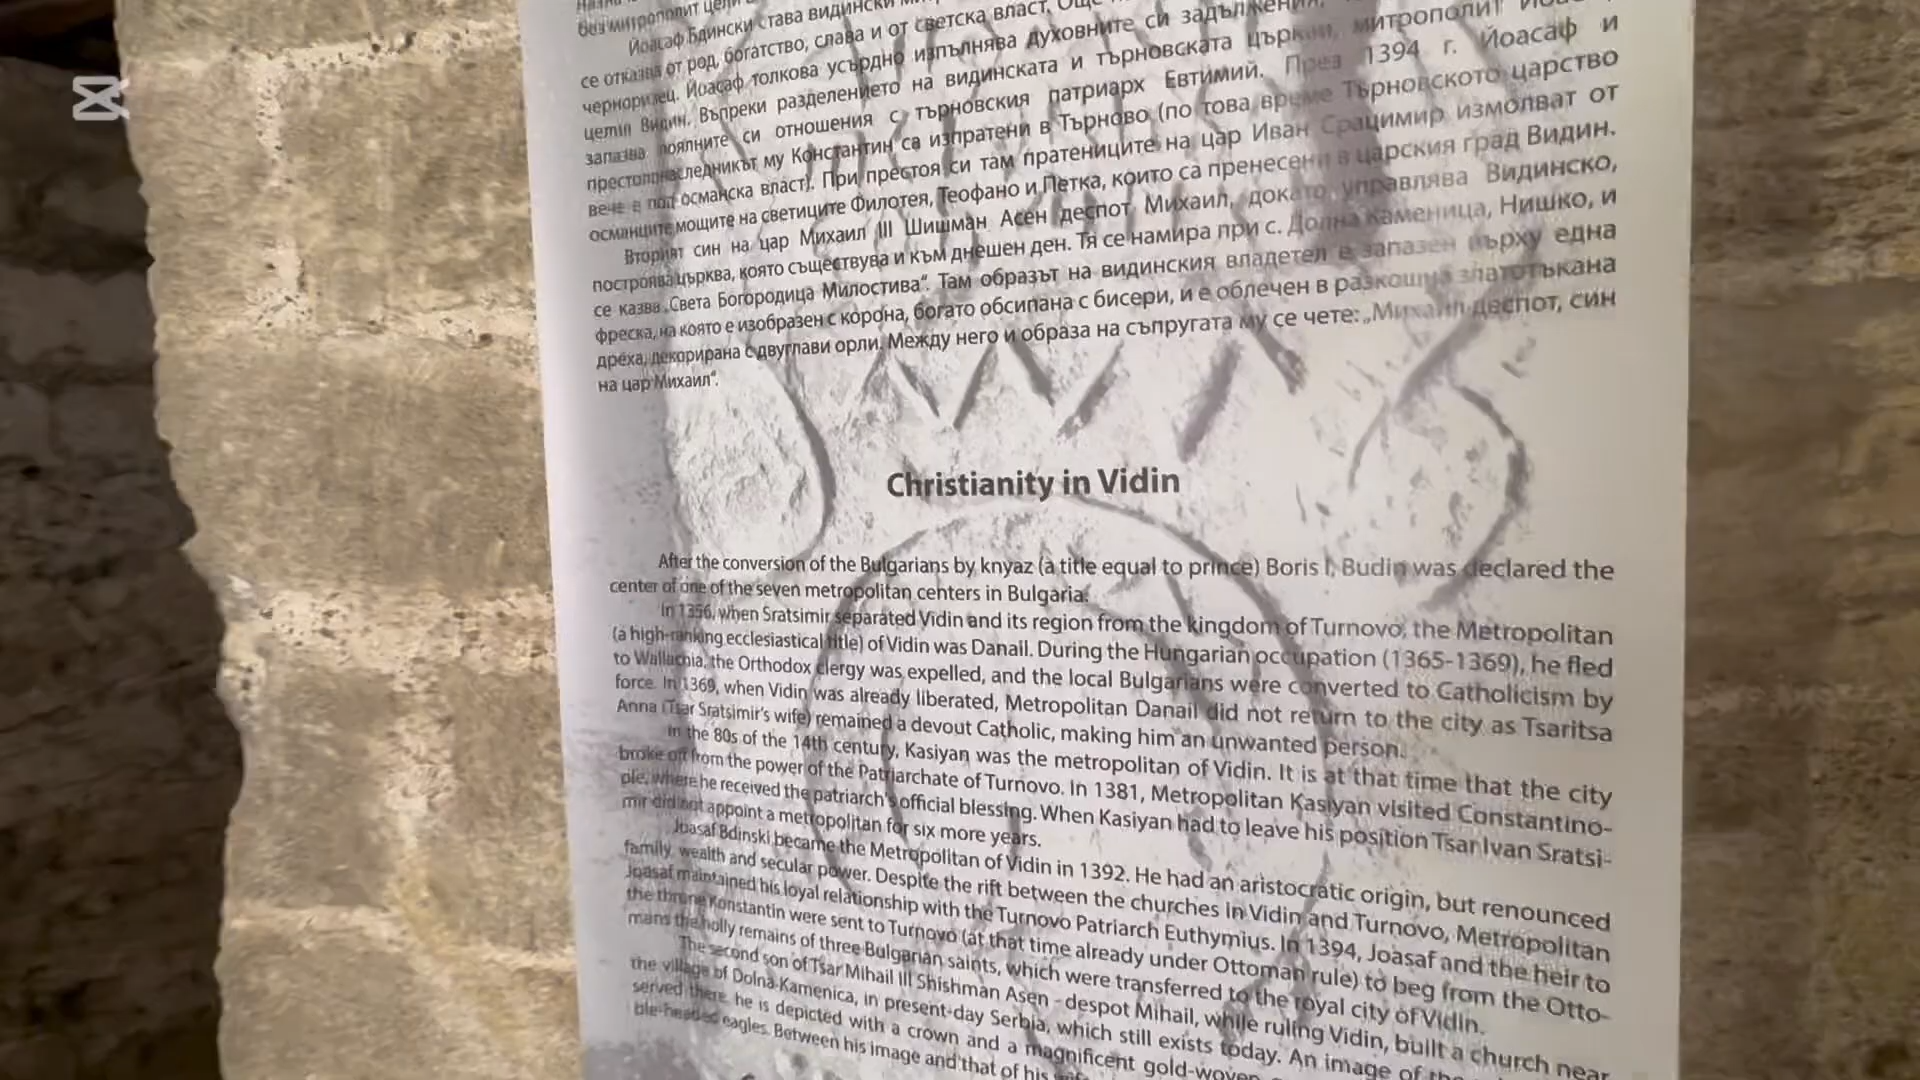 без митрополит цели
Йоасаф Бдински става видински
се отказва от род, богатство, слава и от светска власт. Още
черноризец. Йоасаф толкова усърдно изпълнява духовните си задължения,
цетіп Видин. Въпреки разделението на видинската и търновската църкви, митрополит
запазва лоялните си отношения с търновския патриарх Евтимий. През 1394 г. Йоасаф и
престолонаследникът му Константин са изпратени в Търново (по това време Търновското царство
вече е под османска власт). При престоя си там пратениците на цар Иван Срацимир измолват от
османците мощите на светиците Филотея, Теофано и Петка, които са пренесени в царския град Видин.
Вторият син на цар Михаил III Шишман Асен деспот Михаил, докато управлява Видинско,
построява църква, която съществува и към днешен ден. Тя се намира при с. Долна Каменица, Нишко, и
се казва „Света Богородица Милостива“. Там образът на видинския владетел е запазен върху една
фреска, на която е изобразен с корона, богато обсипана с бисери, и е облечен в разкошна златотъкана
дреха, декорирана с двуглави орли. Между него и образа на съпругата му се чете: „Михаил деспот, син
на цар Михаил“.
Christianity in Vidin
After the conversion of the Bulgarians by knyaz (a title equal to prince) Boris I, Budin was declared the
center of one of the seven metropolitan centers in Bulgaria.
In 1356, when Sratsimir separated Vidin and its region from the kingdom of Turnovo, the Metropolitan
(a high-ranking ecclesiastical title) of Vidin was Danail. During the Hungarian occupation (1365-1369), he fled
to Wallachia, the Orthodox clergy was expelled, and the local Bulgarians were converted to Catholicism by
force. In 1369, when Vidin was already liberated, Metropolitan Danail did not return to the city as Tsaritsa
Anna (Tsar Sratsimir's wife) remained a devout Catholic, making him an unwanted person.
In the 80s of the 14th century, Kasiyan was the metropolitan of Vidin. It is at that time that the city
broke off from the power of the Patriarchate of Turnovo. In 1381, Metropolitan Kasiyan visited Constantino-
ple, where he received the patriarch's official blessing. When Kasiyan had to leave his position Tsar Ivan Sratsi-
mir did not appoint a metropolitan for six more years.
Joasaf Bdinski became the Metropolitan of Vidin in 1392. He had an aristocratic origin, but renounced
family, wealth and secular power. Despite the rift between the churches in Vidin and Turnovo, Metropolitan
Joasaf maintained his loyal relationship with the Turnovo Patriarch Euthymius. In 1394, Joasaf and the heir to
the throne Konstantin were sent to Turnovo (at that time already under Ottoman rule) to beg from the Otto-
mans the holly remains of three Bulgarian saints, which were transferred to the royal city of Vidin.
The second son of Tsar Mihail III Shishman Asen - despot Mihail, while ruling Vidin, built a church near
the village of Dolna Kamenica, in present-day Serbia, which still exists today. An image of
served there, he is depicted with a crown and a magnificent gold-woven
ble-headed eagles. Between his image and that of his